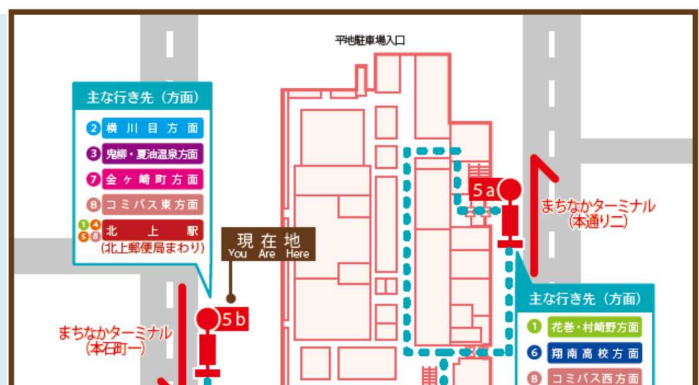 平地駐車場入口
主な行き先（方面）
2 横川目方面
3 鬼柳・夏油温泉方面
7 金ヶ崎町方面
8 コミバス東方面
1 4 5 8 北上駅
(北上郵便局まわり)
現在地
You Are Here
5b
まちなかターミナル
(本石町一)
5a
まちなかターミナル
(本通り二)
主な行き先（方面）
1 花巻・村崎野方面
6 翔南高校方面
8 コミバス西方面